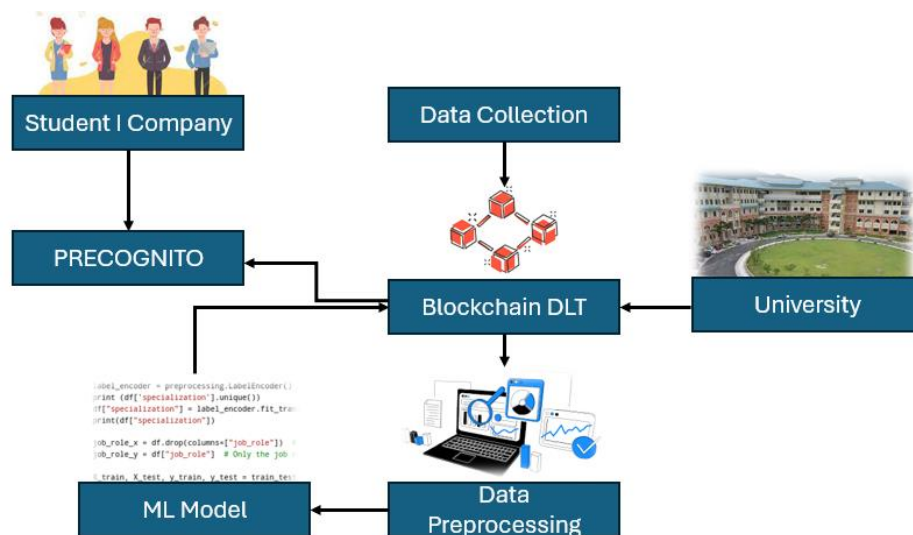 Student | Company
Data Collection
PRECOGNITO
Blockchain DLT
University
label_encoder = preprocessing.LabelEncoder()
print (df['specialization'].unique())
df["specialization"] = label_encoder.fit_tra
print(df["specialization"])
job_role_x = df.drop(columns=["job_role"])
job_role_y = df["job_role"] # Only the job
X_train, X_test, y_train, y_test = train_tes
ML Model
Data
Preprocessing